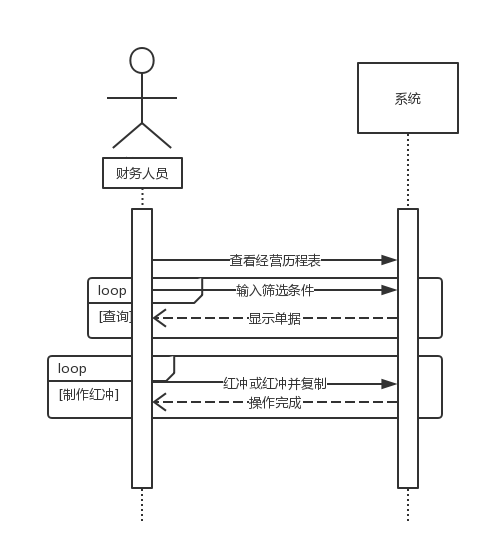 系统
财务人员
查看经营历程表
loop
输入筛选条件
[查询]
显示单据
loop
红冲或红冲并复制
[制作红冲]
操作完成